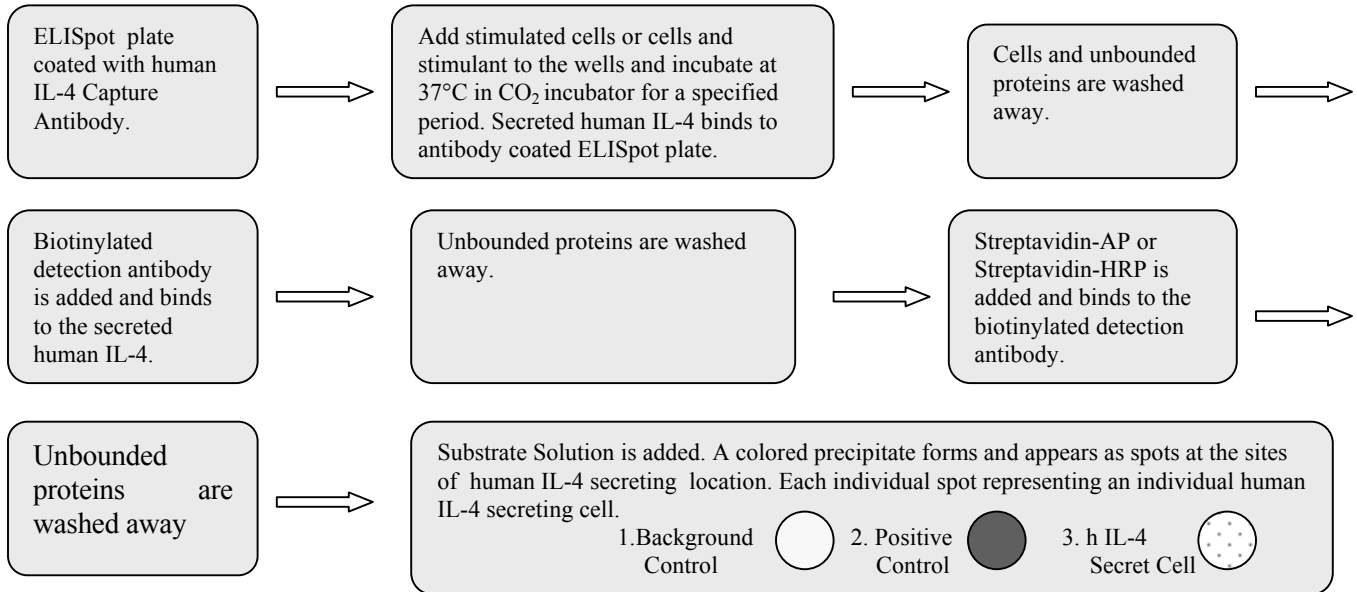 ELISpot plate
coated with human
IL-4 Capture
Antibody.
Add stimulated cells or cells and
stimulant to the wells and incubate at
37°C in CO₂ incubator for a specified
period. Secreted human IL-4 binds to
antibody coated ELISpot plate.
Cells and unbounded
proteins are washed
away.
Biotinylated
detection antibody
is added and binds
to the secreted
human IL-4.
Unbounded proteins are washed
away.
Streptavidin-AP or
Streptavidin-HRP is
added and binds to the
biotinylated detection
antibody.
Unbounded
proteins are
washed away
Substrate Solution is added. A colored precipitate forms and appears as spots at the sites
of human IL-4 secreting location. Each individual spot representing an individual human
IL-4 secreting cell.
1.Background
Control
2. Positive
Control
3. h IL-4
Secret Cell